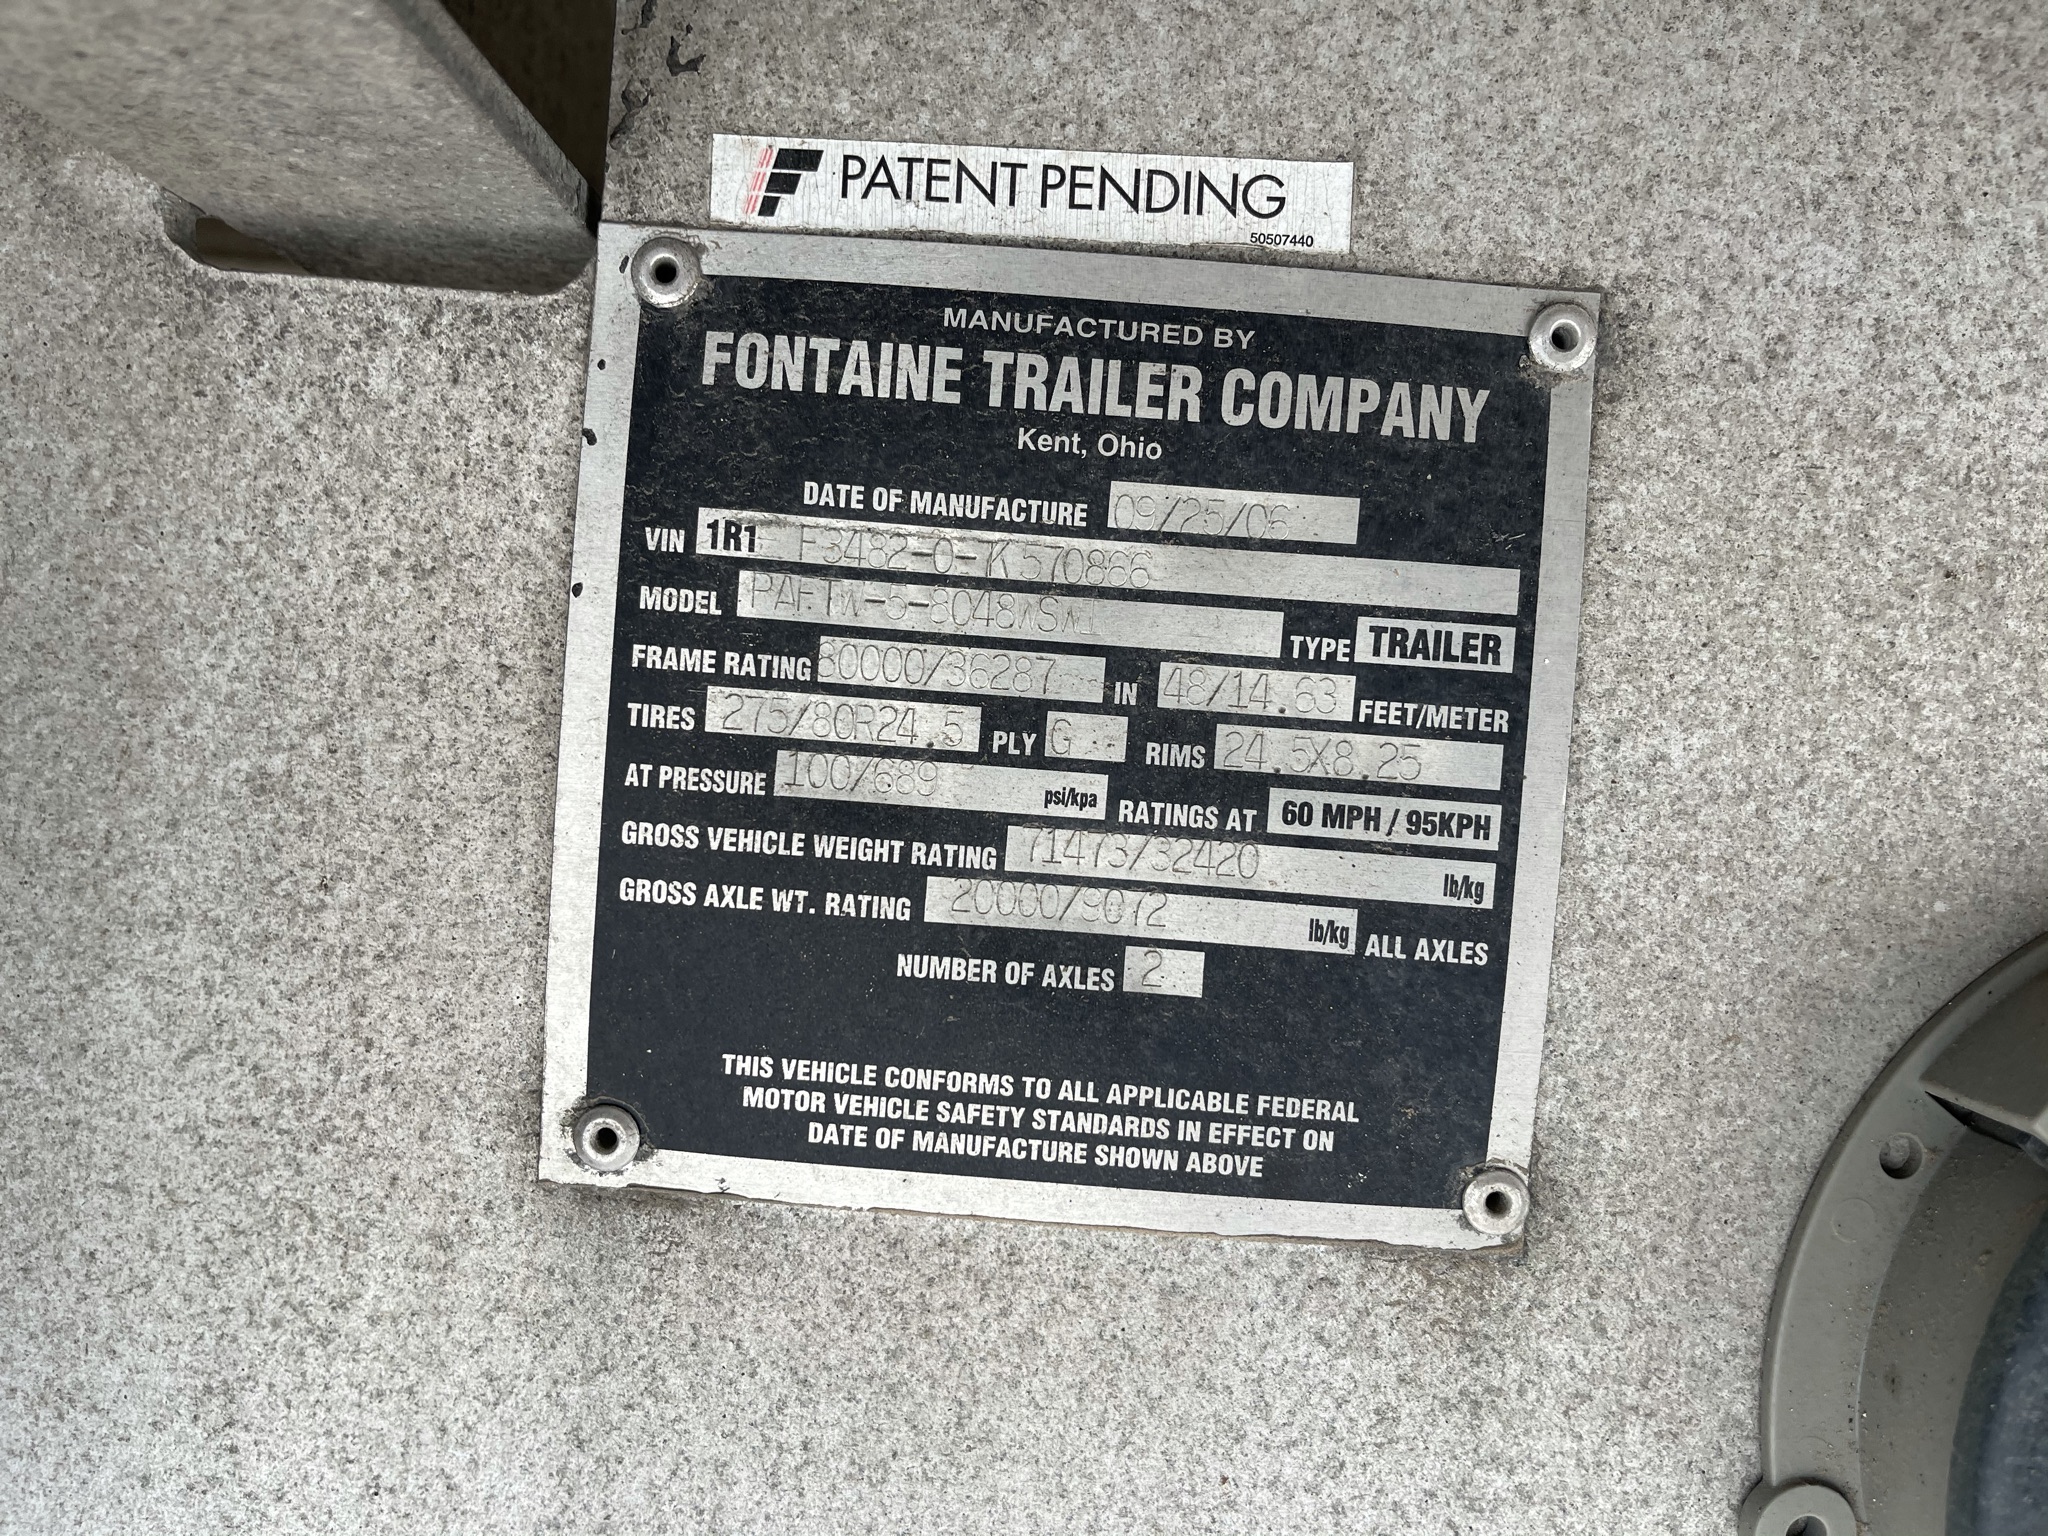 PATENT PENDING
50507440
MANUFACTURED BY
FONTAINE TRAILER COMPANY
Kent, Ohio
DATE OF MANUFACTURE 09/25/06
VIN 1R1 F3482-0-K570866
MODEL PAFTW-5-8048WSWI
TYPE TRAILER
FRAME RATING 80000/36287 IN 48/14.63 FEET/METER
TIRES 275/80R24.5 PLY G RIMS 24.5X8.25
AT PRESSURE 100/689 psi/kpa RATINGS AT 60 MPH / 95KPH
GROSS VEHICLE WEIGHT RATING 71473/32420 lb/kg
GROSS AXLE WT. RATING 20000/9072 lb/kg ALL AXLES
NUMBER OF AXLES 2
THIS VEHICLE CONFORMS TO ALL APPLICABLE FEDERAL
MOTOR VEHICLE SAFETY STANDARDS IN EFFECT ON
DATE OF MANUFACTURE SHOWN ABOVE